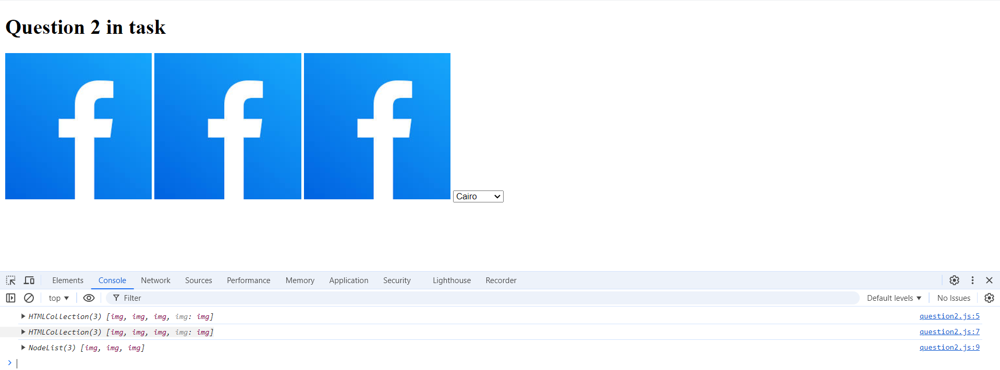 Question 2 in task
f f f
Cairo
Elements Console Network Sources Performance Memory Application Security Lighthouse Recorder
top Filter Default levels No Issues
HTMLCollection(3) [img, img, img, img: img] question2.js:5
HTMLCollection(3) [img, img, img, img: img] question2.js:7
NodeList(3) [img, img, img] question2.js:9